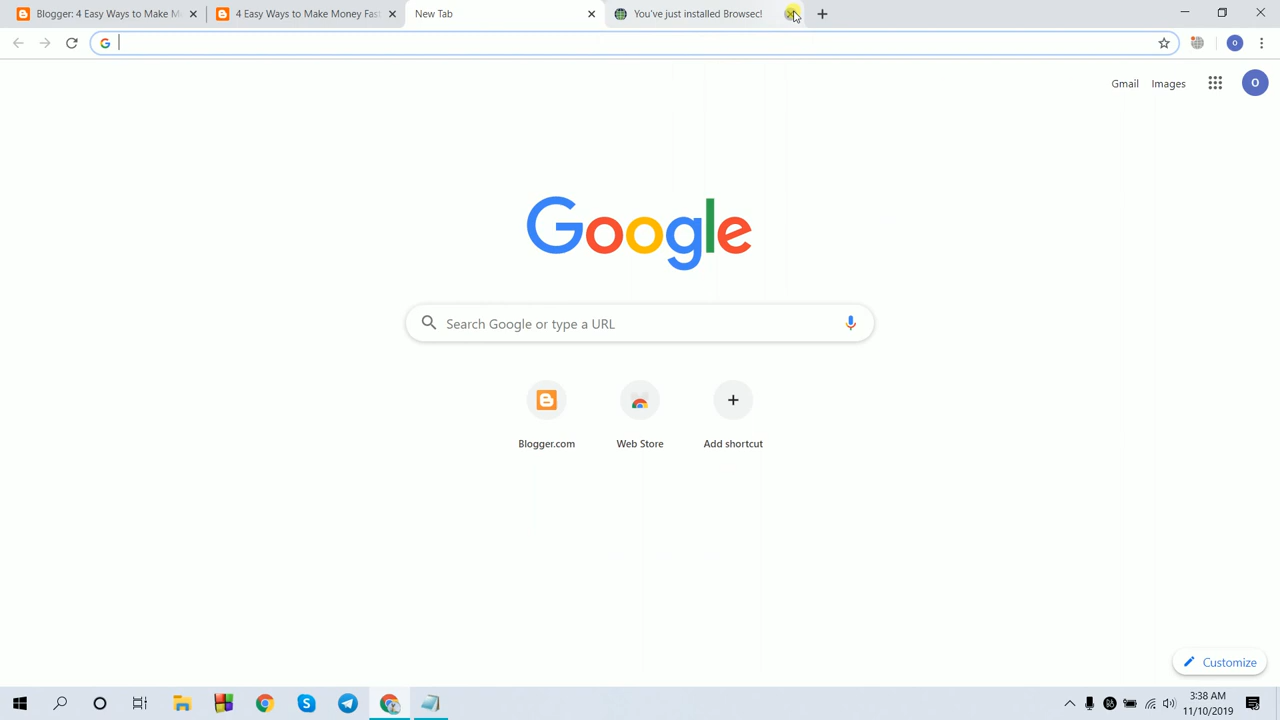 Blogger: 4 Easy Ways to Make M
4 Easy Ways to Make Money Fas
New Tab
You've just installed Browsec!
G
O
Gmail
Images
O
Google
Search Google or type a URL
Blogger.com
Web Store
Add shortcut
Customize
3:38 AM
11/10/2019